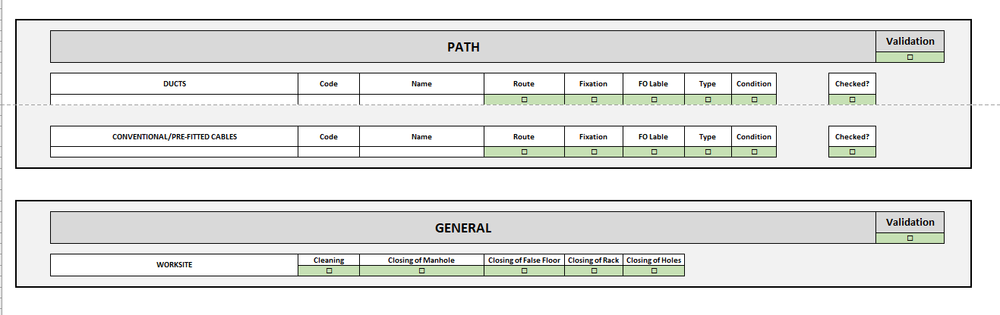 PATH
Validation
☐
DUCTS Code Name Route Fixation FO Lable Type Condition Checked?
☐ ☐ ☐ ☐ ☐ ☐
CONVENTIONAL/PRE-FITTED CABLES Code Name Route Fixation FO Lable Type Condition Checked?
☐ ☐ ☐ ☐ ☐ ☐
GENERAL
Validation
☐
WORKSITE Cleaning Closing of Manhole Closing of False Floor Closing of Rack Closing of Holes
☐ ☐ ☐ ☐ ☐